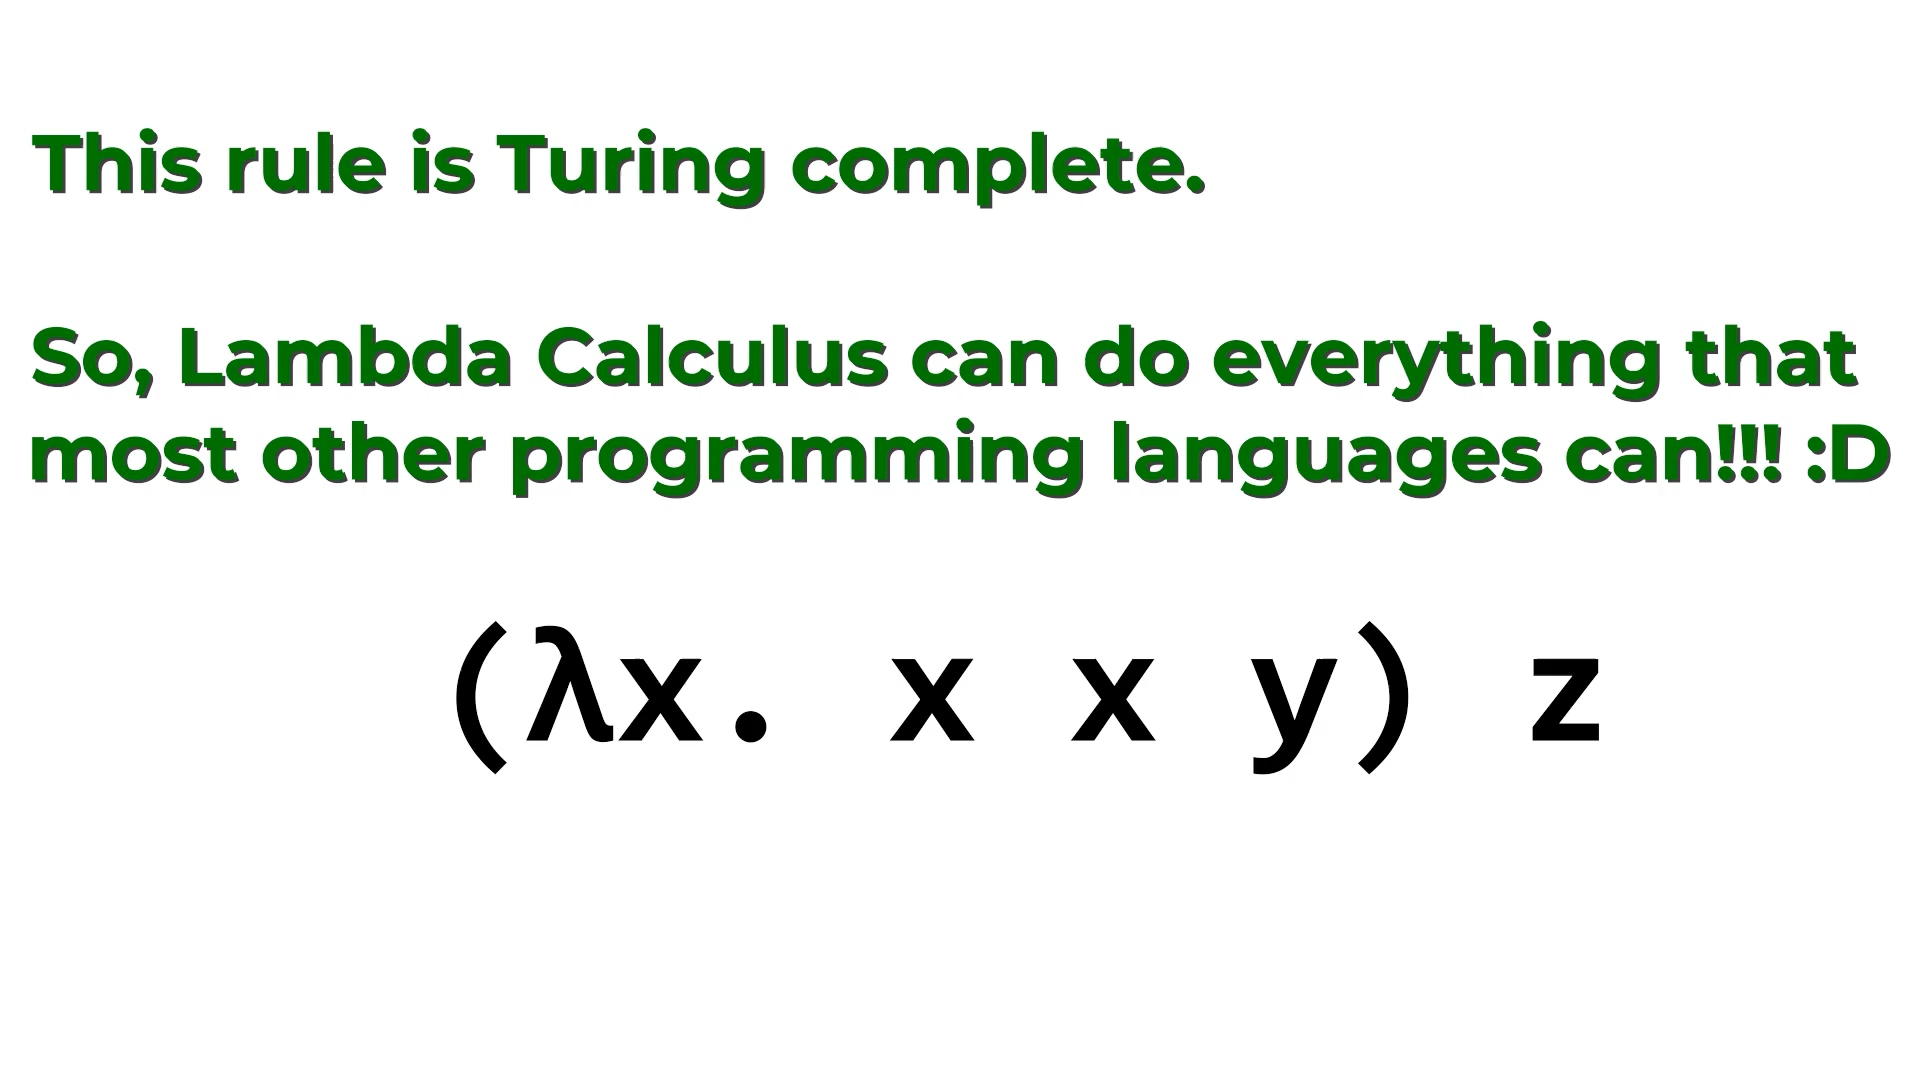 This rule is Turing complete.
So, Lambda Calculus can do everything that
most other programming languages can!!! :D
(λx. x x y) z